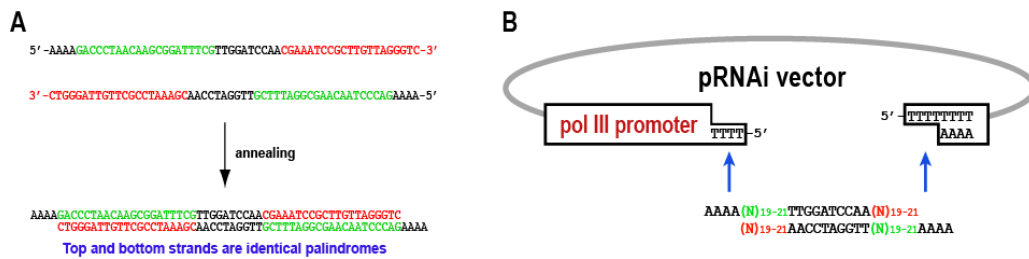 A
5'-AAAAGACCCTAACAAGCGGATTTCGTTGGATCCAACGAAATCCGCTTGTTAGGGTC-3'
3'-CTGGGATTGTTCGCCTAAAGCAACCTAGGTTGCTTTAGGCGAACAATCCCAGAAAA-5'
annealing
AAAAGACCCTAACAAGCGGATTTCGTTGGATCCAACGAAATCCGCTTGTTAGGGTC
CTGGGATTGTTCGCCTAAAGCAACCTAGGTTGCTTTAGGCGAACAATCCCAGAAAA
Top and bottom strands are identical palindromes
B
pRNAi vector
pol III promoter
TTTT-5'
5'-TTTTTTTT
AAAA
AAAA(N)19-21TTGGATCCAA(N)19-21
(N)19-21AACCTAGGTT(N)19-21AAAA